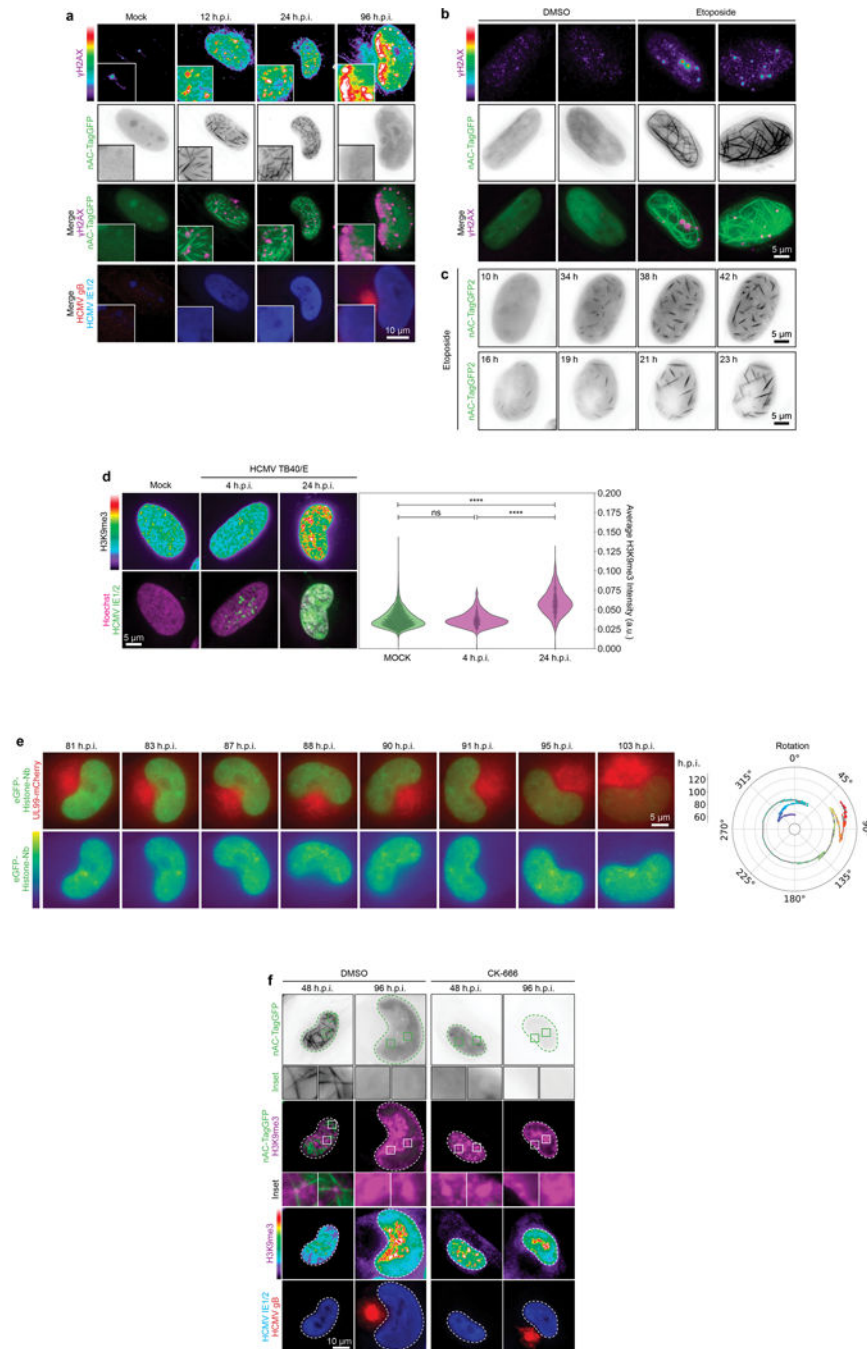 a
Mock 12 h.p.i. 24 h.p.i. 96 h.p.i.
γH2AX
nAC-TagGFP
Merge
γH2AX
nAC-TagGFP
Merge
HCMV gB
HCMV IE1/2
10 µm
b
DMSO Etoposide
γH2AX
nAC-TagGFP
Merge
γH2AX
nAC-TagGFP
5 µm
c
Etoposide
nAC-TagGFP2
10 h 34 h 38 h 42 h
5 µm
nAC-TagGFP2
16 h 19 h 21 h 23 h
5 µm
d
HCMV TB40/E
Mock 4 h.p.i. 24 h.p.i.
H3K9me3
Hoechst
HCMV IE1/2
5 µm
**** 
ns ****
0.200
0.175
0.150
0.125
0.100
0.075
0.050
0.025
0.000
Average H3K9me3 Intensity (a.u.)
MOCK 4 h.p.i. 24 h.p.i.
e
81 h.p.i. 83 h.p.i. 87 h.p.i. 88 h.p.i. 90 h.p.i. 91 h.p.i. 95 h.p.i. 103 h.p.i.
eGFP-
Histone-Nb
UL99-mCherry
5 µm
eGFP-
Histone-Nb
h.p.i.
120
100
80
60
Rotation
0°
45°
90°
135°
180°
225°
270°
315°
f
DMSO CK-666
48 h.p.i. 96 h.p.i. 48 h.p.i. 96 h.p.i.
nAC-TagGFP
Inset
nAC-TagGFP
H3K9me3
Inset
H3K9me3
HCMV IE1/2
HCMV gB
10 µm